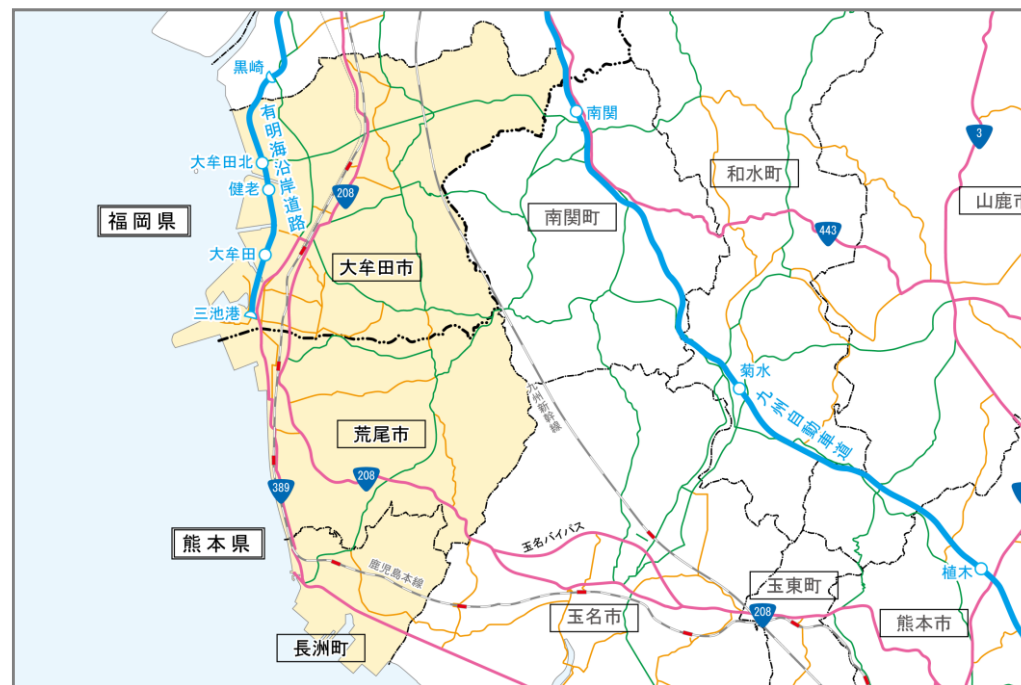 黒崎
有明海沿岸道路
南関
3
大牟田北
和水町
健老
208
山鹿市
福岡県
南関町
443
大牟田
大牟田市
三池港
菊水
九州新幹線
九州自動車道
荒尾市
208
389
玉名バイパス
熊本県
鹿児島本線
植木
玉東町
玉名市
208
熊本市
長洲町